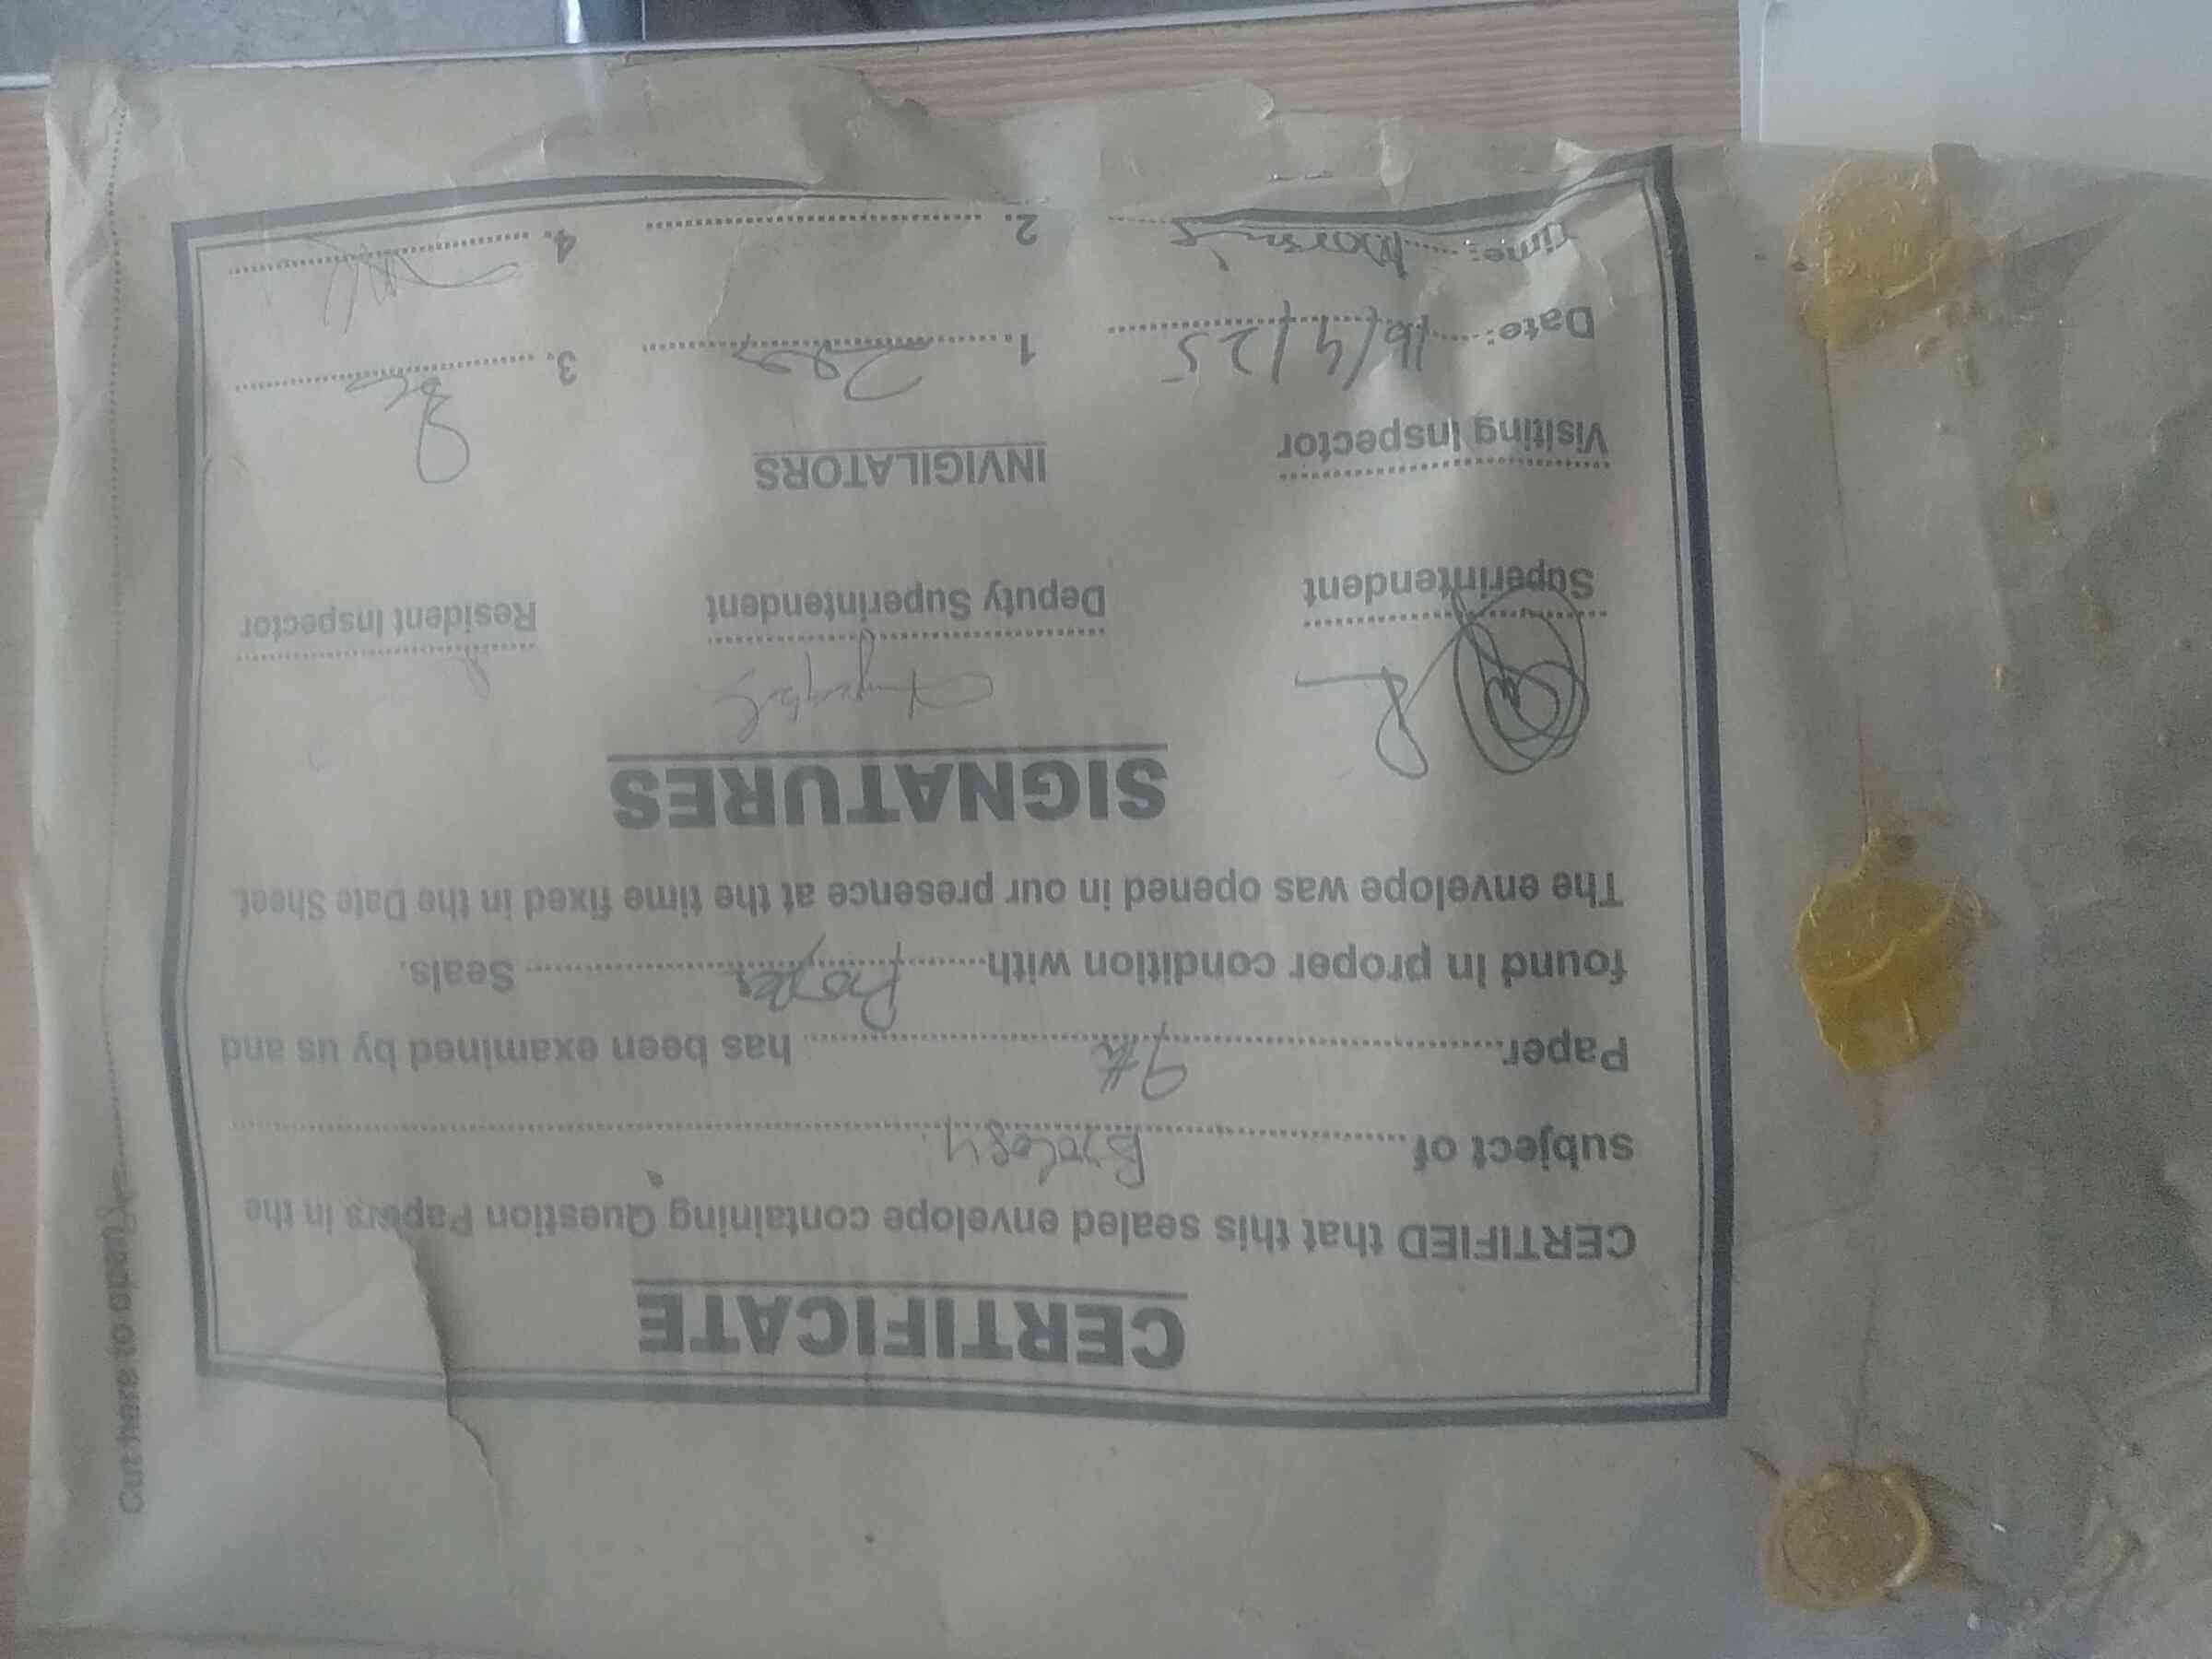 CERTIFICATE
CERTIFIED that this sealed envelope containing Question Papers in the
subject of Biology
Paper 9th has been examined by us and
found in proper condition with Proper Seals.
The envelope was opened in our presence at the time fixed in the Date Sheet
SIGNATURES
Superintendent Deputy Superintendent Resident Inspector
Visiting Inspector INVIGILATORS
Date: 16/4/25 1. 3.
Time: Morning 2. 4.
Cut here to open